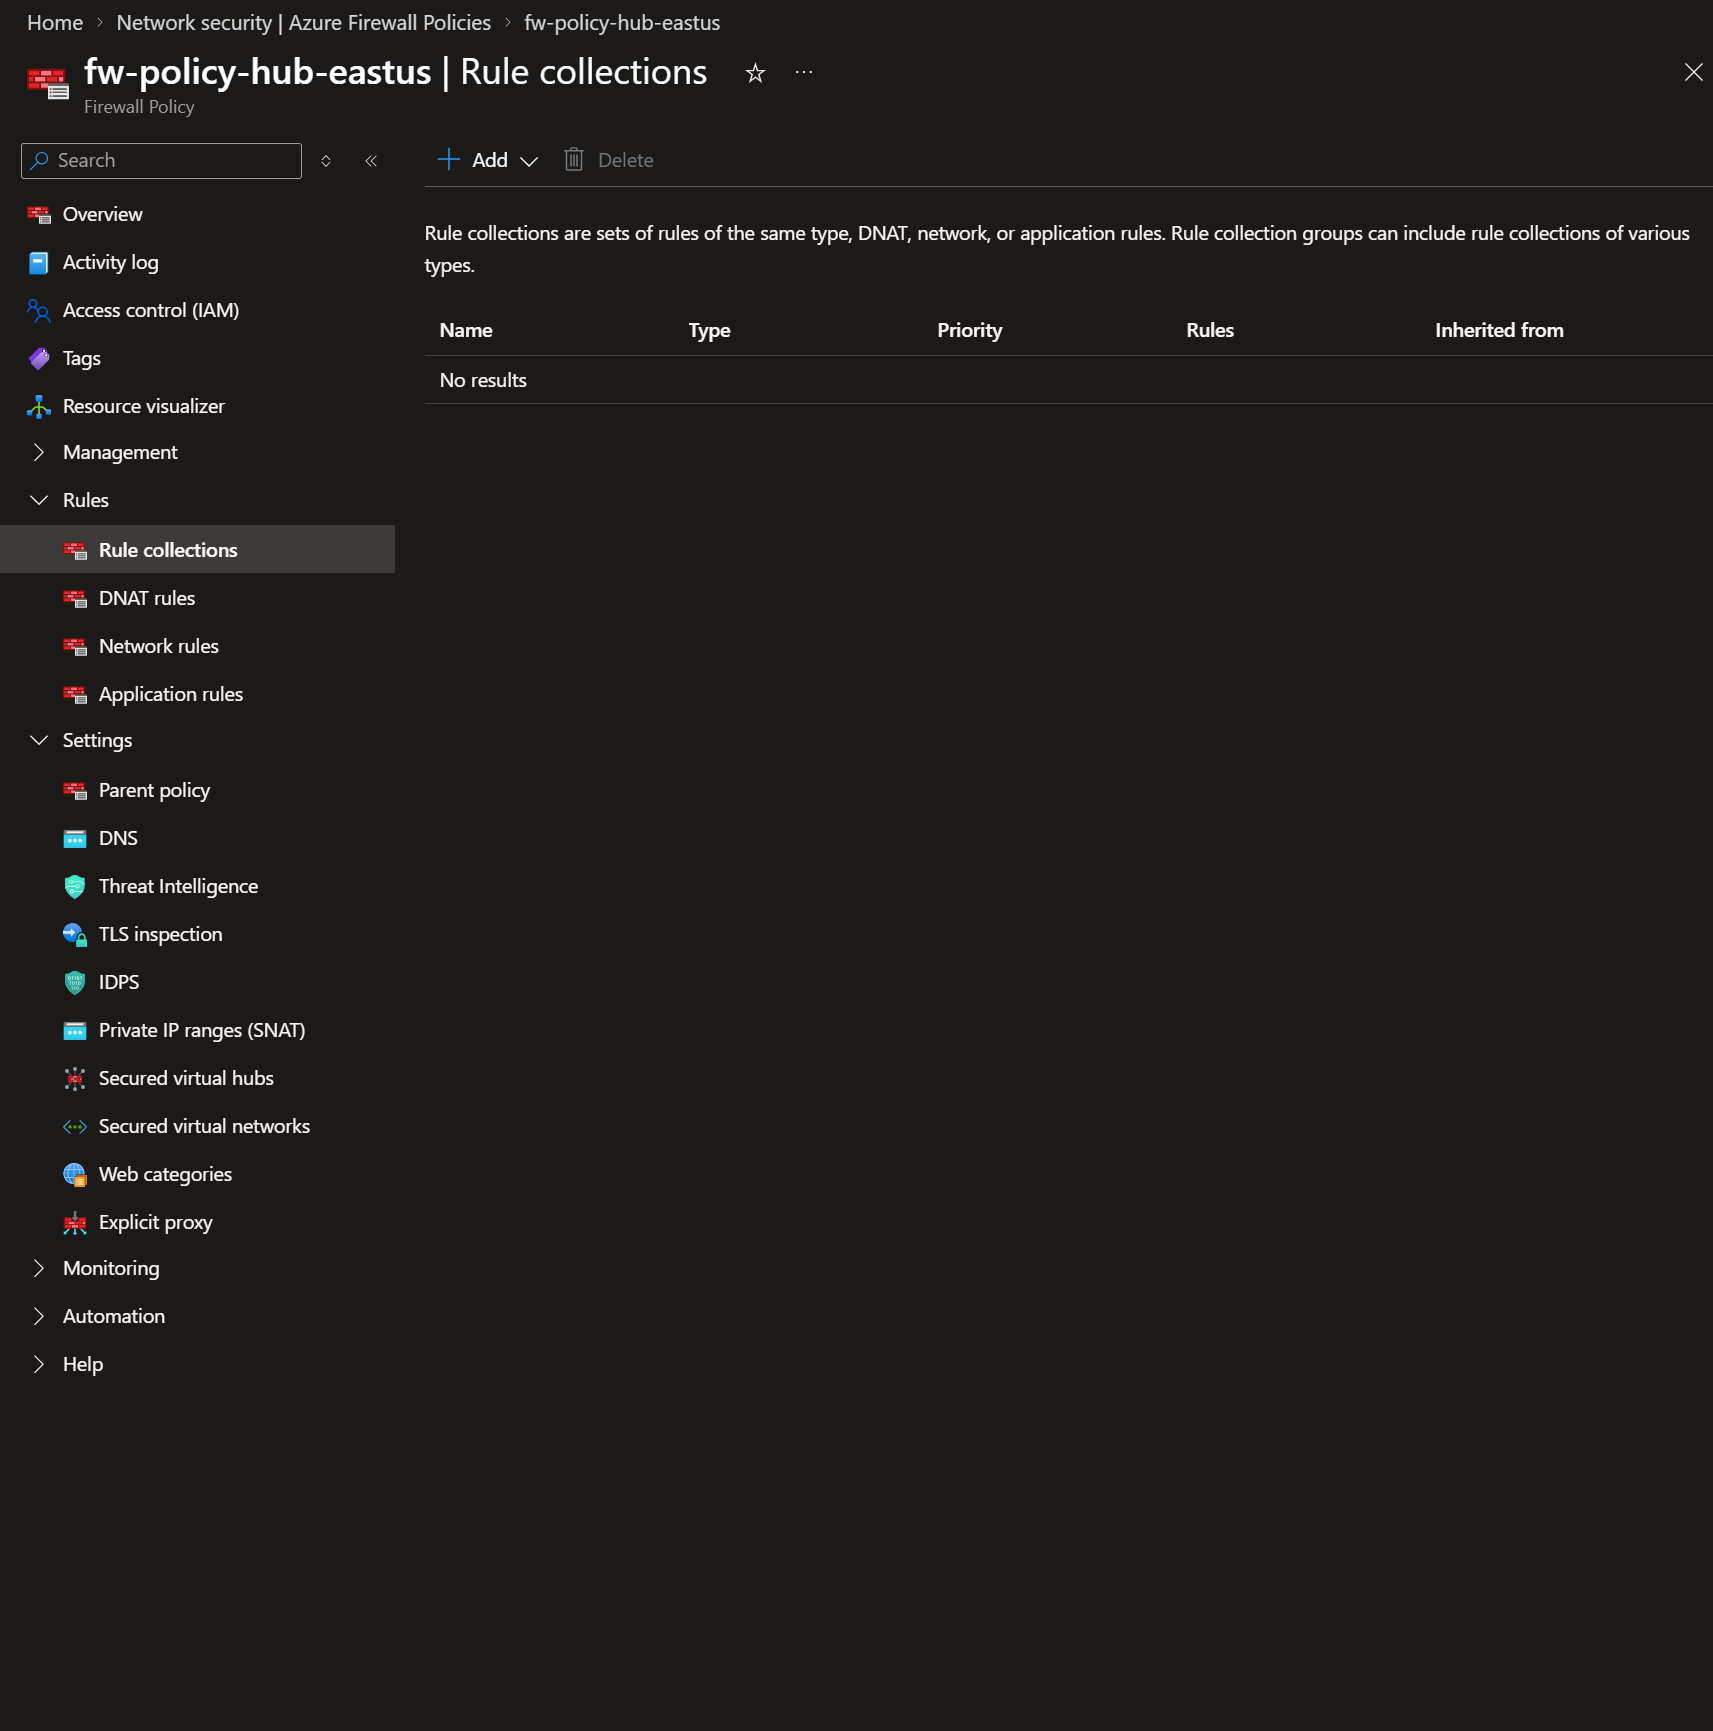 Home > Network security | Azure Firewall Policies > fw-policy-hub-eastus
fw-policy-hub-eastus | Rule collections
Firewall Policy
Search
Add
Delete
Overview
Activity log
Access control (IAM)
Tags
Resource visualizer
Management
Rules
Rule collections
DNAT rules
Network rules
Application rules
Settings
Parent policy
DNS
Threat Intelligence
TLS inspection
IDPS
Private IP ranges (SNAT)
Secured virtual hubs
Secured virtual networks
Web categories
Explicit proxy
Monitoring
Automation
Help
Rule collections are sets of rules of the same type, DNAT, network, or application rules. Rule collection groups can include rule collections of various
types.
Name Type Priority Rules Inherited from
No results